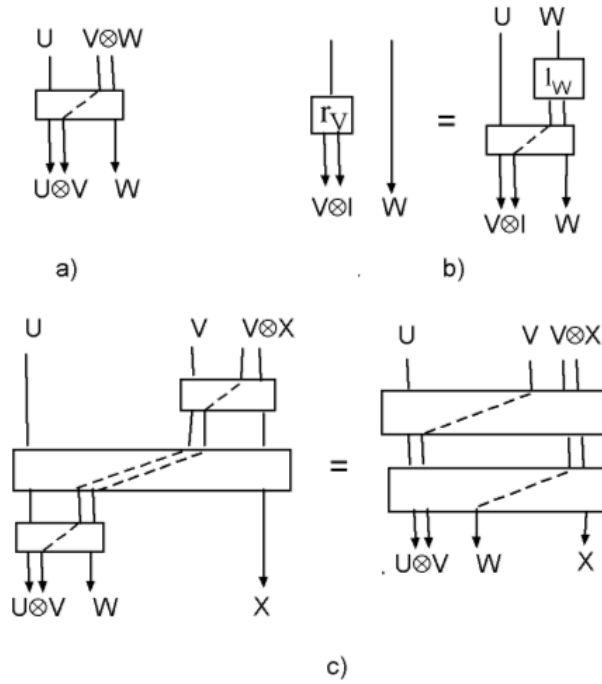 U V⊗W
U⊗V W
a)
r_V
V⊗I W
=
U W
l_W
V⊗I W
b)
U V V⊗X
U⊗V W X
=
U V V⊗X
U⊗V W X
c)